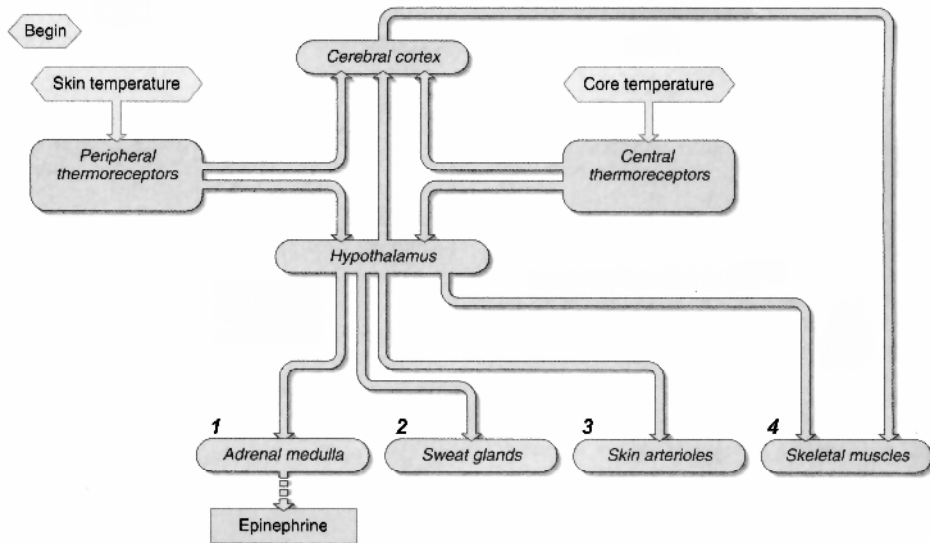 Begin
Cerebral cortex
Skin temperature
Core temperature
Peripheral
thermoreceptors
Central
thermoreceptors
Hypothalamus
1
2
3
4
Adrenal medulla
Sweat glands
Skin arterioles
Skeletal muscles
Epinephrine